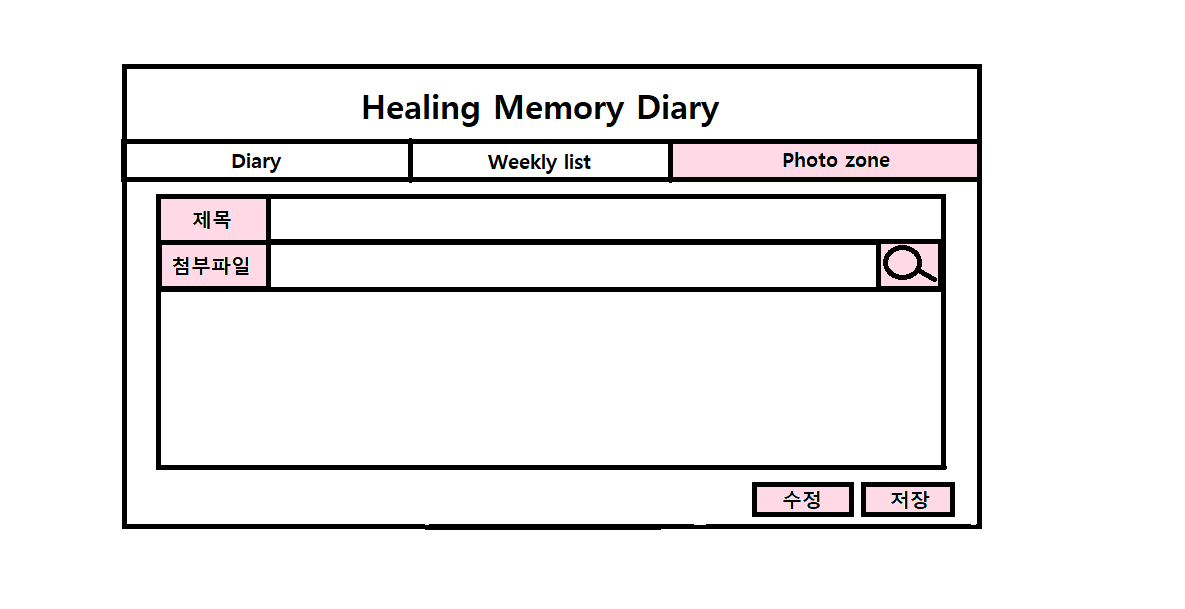 Healing Memory Diary
Diary Weekly list Photo zone
제목
첨부파일
수정 저장